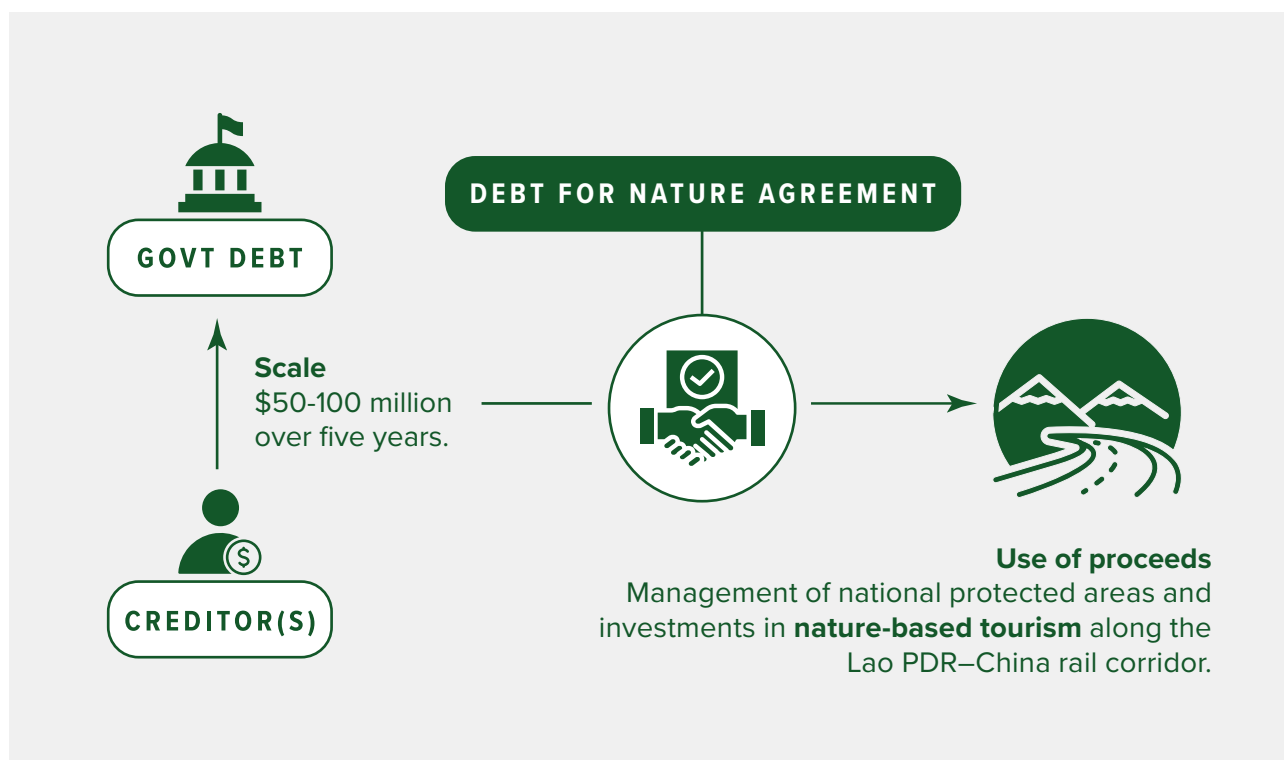 DEBT FOR NATURE AGREEMENT
GOVT DEBT
Scale
$50-100 million
over five years.
$
CREDITOR(S)
Use of proceeds
Management of national protected areas and
investments in nature-based tourism along the
Lao PDR–China rail corridor.